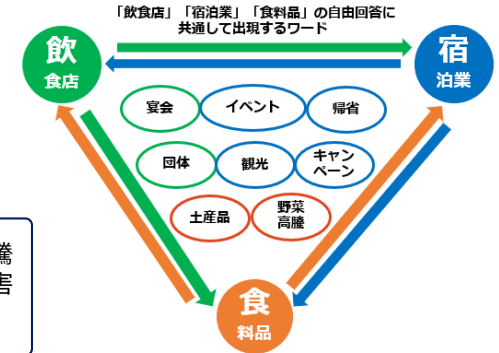 「飲食店」「宿泊業」「食料品」の自由回答に
共通して出現するワード
飲
食店
宿
泊業
宴会
イベント
帰省
団体
観光
キャン
ペーン
土産品
野菜
高騰
騰
害
食
料品